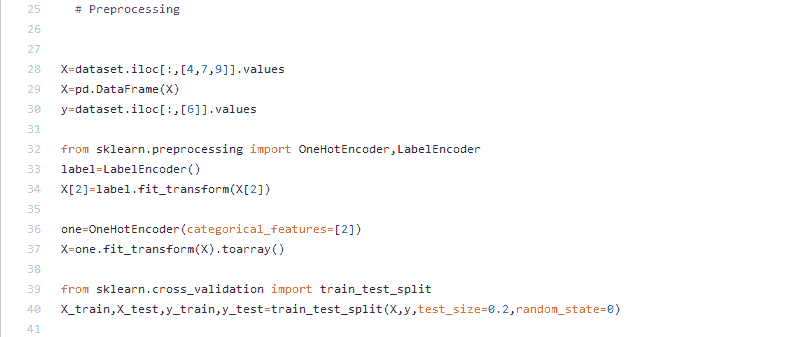 25 # Preprocessing
26
27
28 X=dataset.iloc[:,[4,7,9]].values
29 X=pd.DataFrame(X)
30 y=dataset.iloc[:,[6]].values
31
32 from sklearn.preprocessing import OneHotEncoder,LabelEncoder
33 label=LabelEncoder()
34 X[2]=label.fit_transform(X[2])
35
36 one=OneHotEncoder(categorical_features=[2])
37 X=one.fit_transform(X).toarray()
38
39 from sklearn.cross_validation import train_test_split
40 X_train,X_test,y_train,y_test=train_test_split(X,y,test_size=0.2,random_state=0)
41